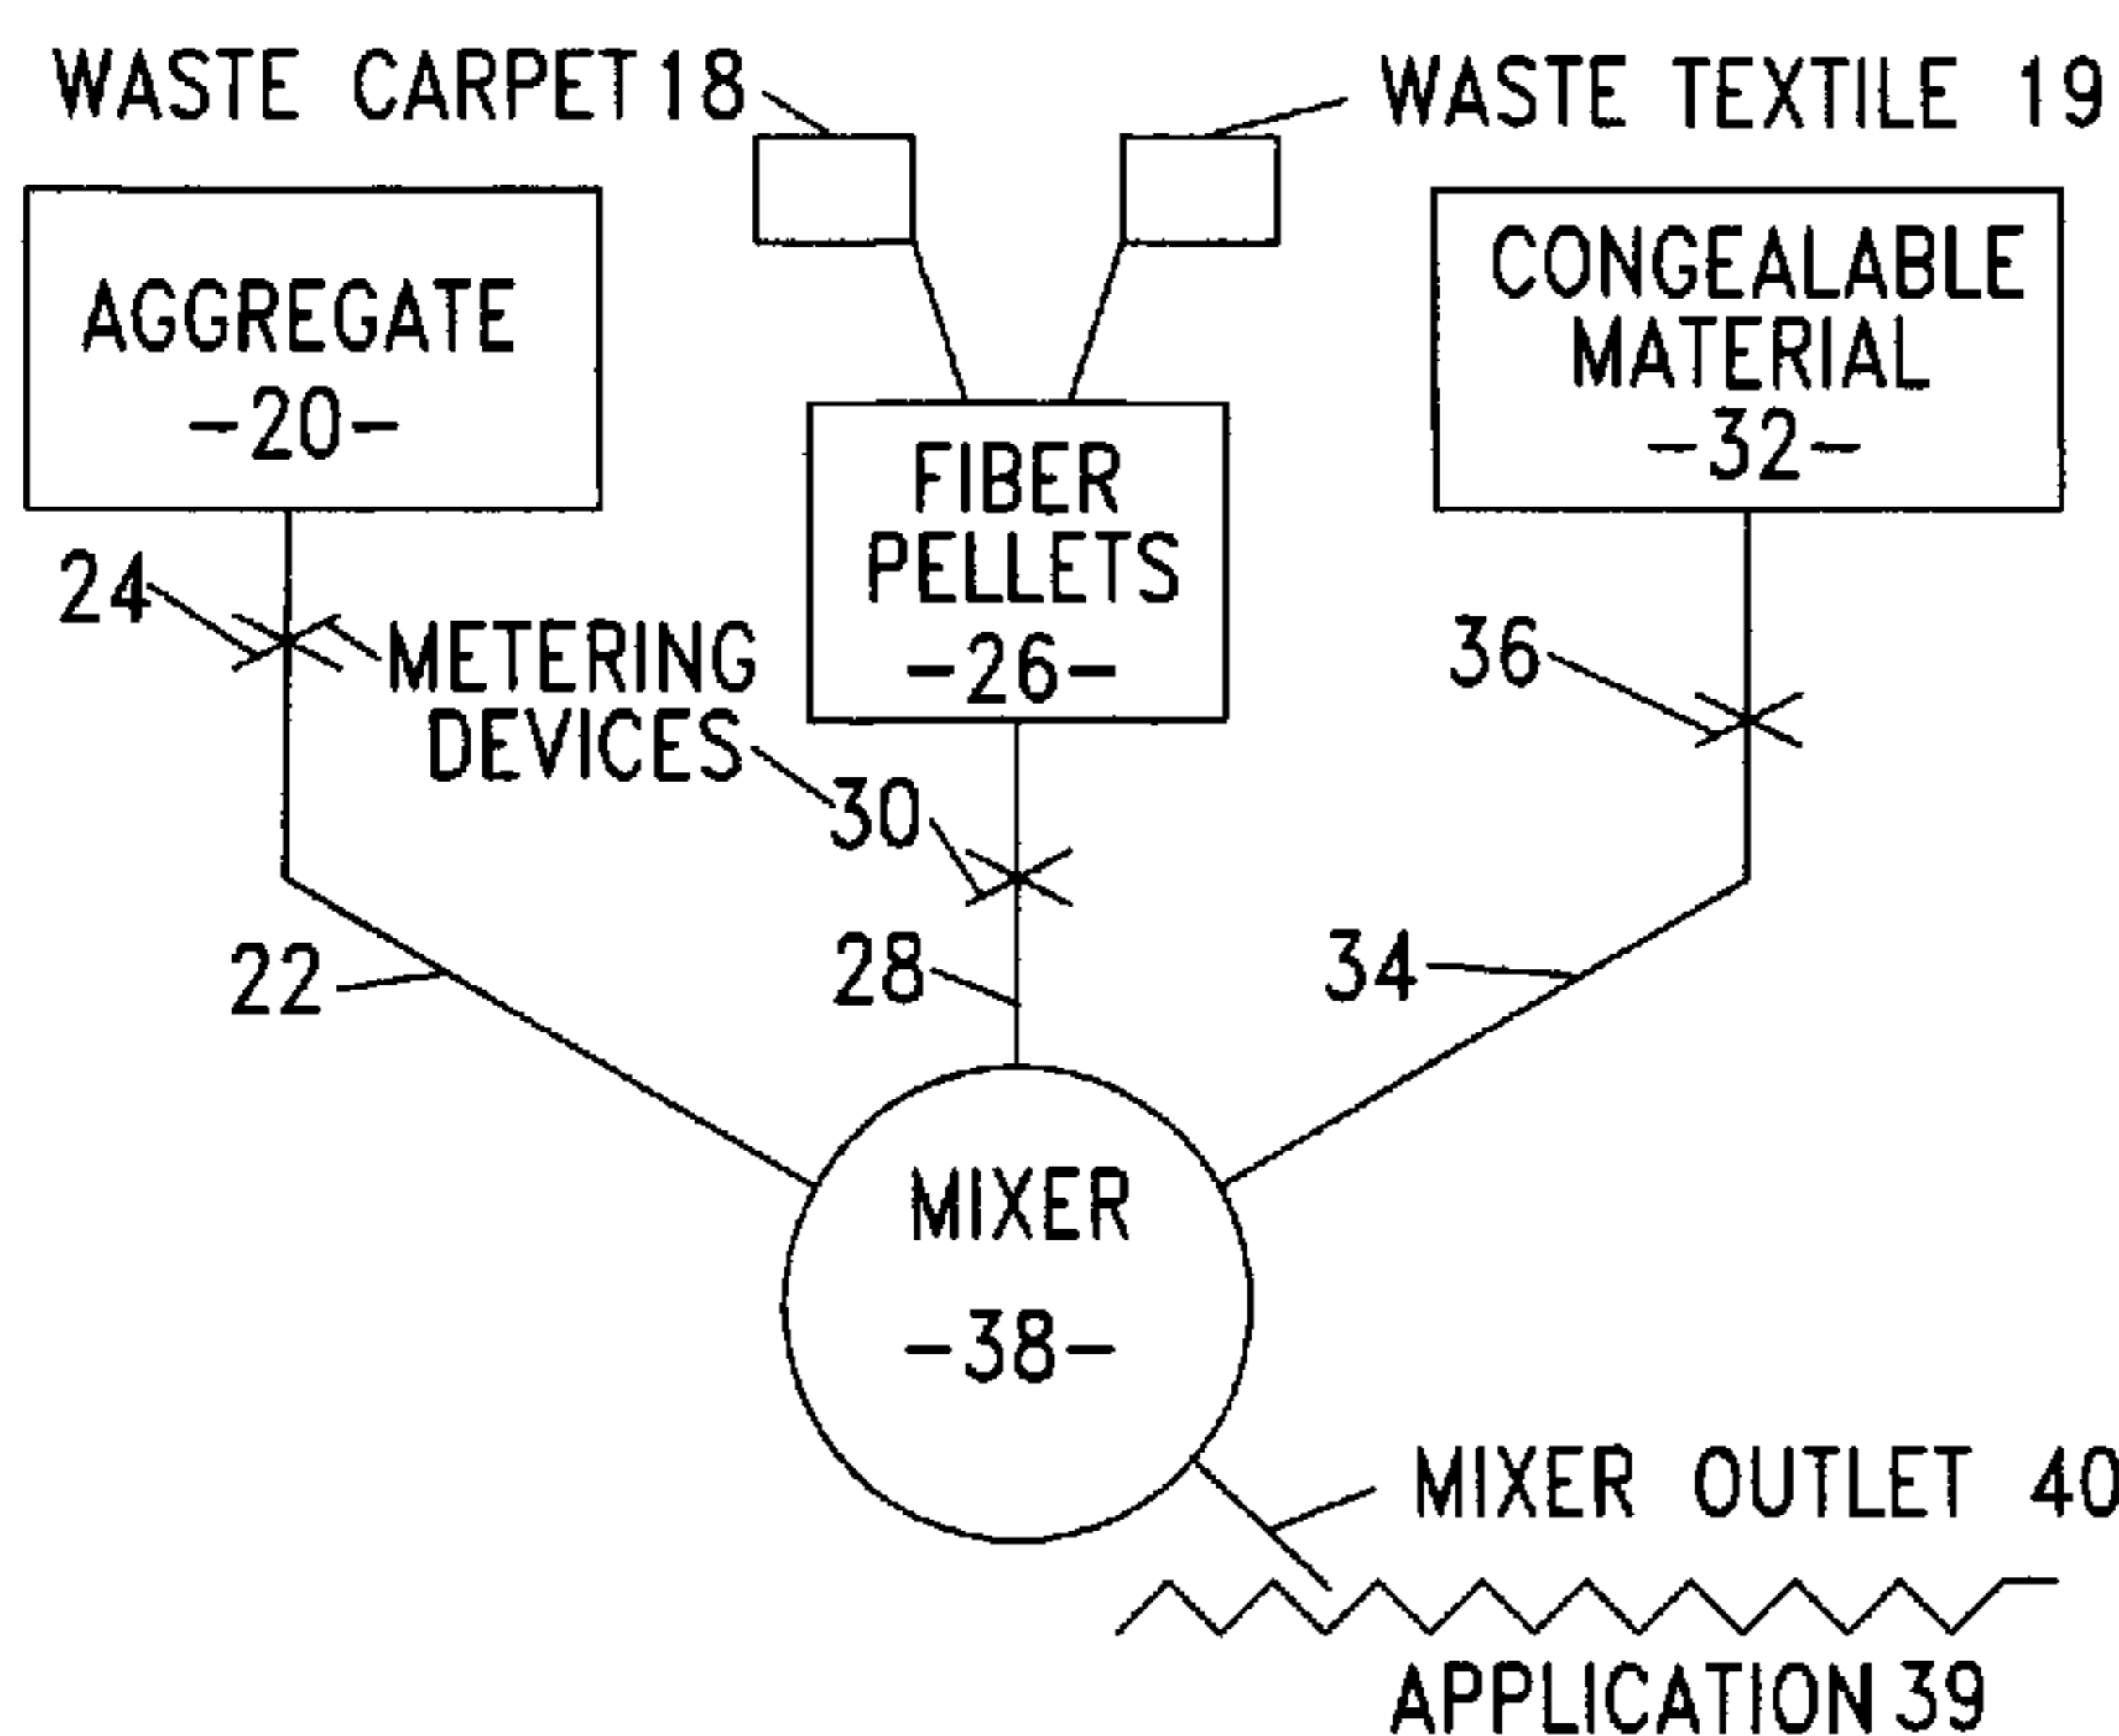 WASTE CARPET 18
WASTE TEXTILE 19
AGGREGATE
-20-
CONGEALABLE
MATERIAL
-32-
FIBER
PELLETS
-26-
24
METERING
DEVICES
36
30
22
28
34
MIXER
-38-
MIXER OUTLET 40
APPLICATION 39